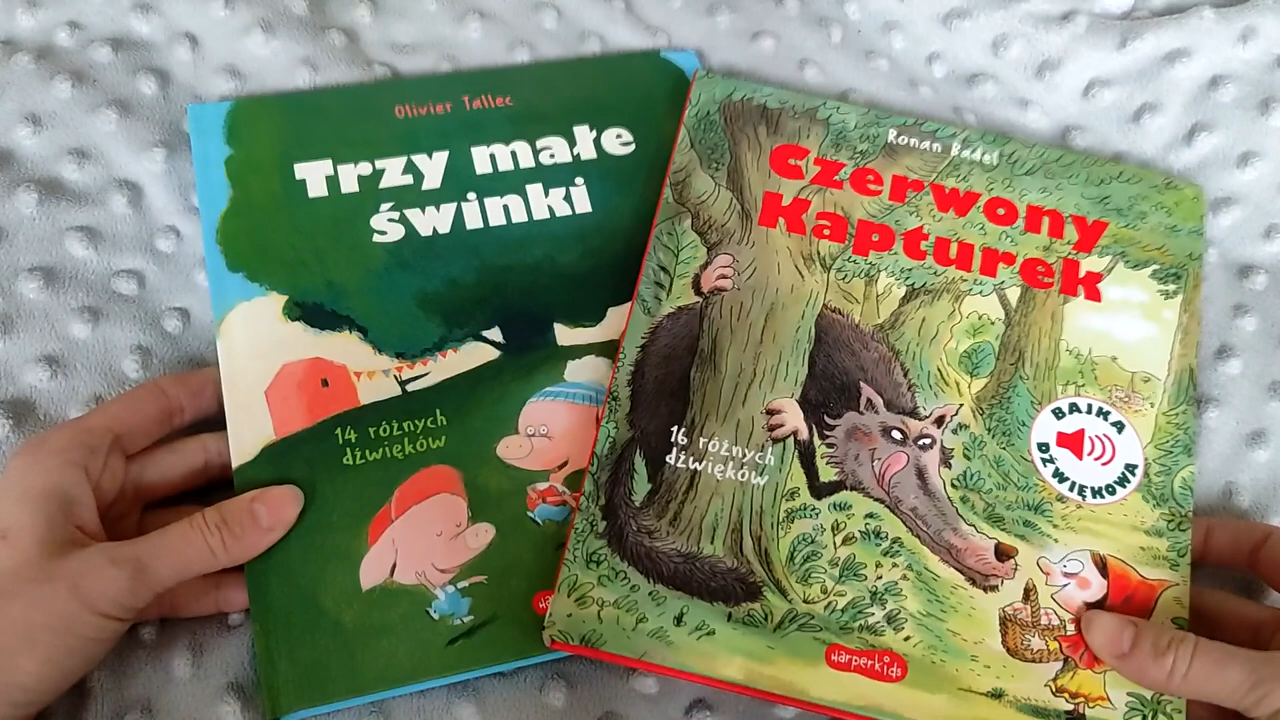 Olivier Tallec
Trzy małe
świnki
14 różnych
dźwięków
Ronan Badel
Czerwony
Kapturek
16 różnych
dźwięków
BAJKA
DŹWIĘKOWA
HarperKids